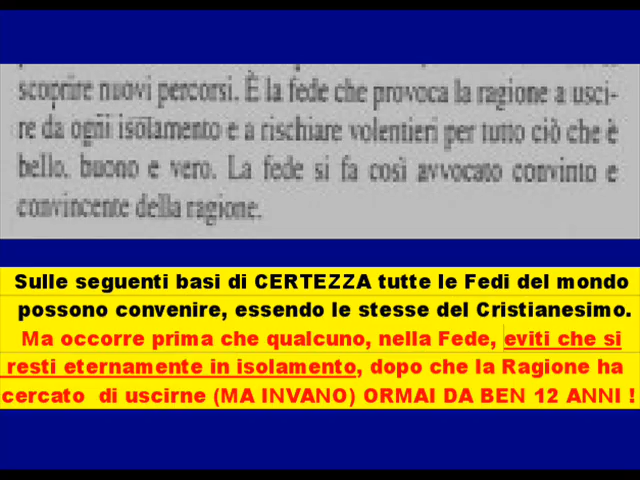 scoprire nuovi percorsi. È la fede che provoca la ragione a usci-
re da ogni isolamento e a rischiare volentieri per tutto ciò che è
bello, buono e vero. La fede si fa così avvocato convinto e
convincente della ragione.
Sulle seguenti basi di CERTEZZA tutte le Fedi del mondo
possono convenire, essendo le stesse del Cristianesimo.
Ma occorre prima che qualcuno, nella Fede, eviti che si
resti eternamente in isolamento, dopo che la Ragione ha
cercato di uscirne (MA INVANO) ORMAI DA BEN 12 ANNI !